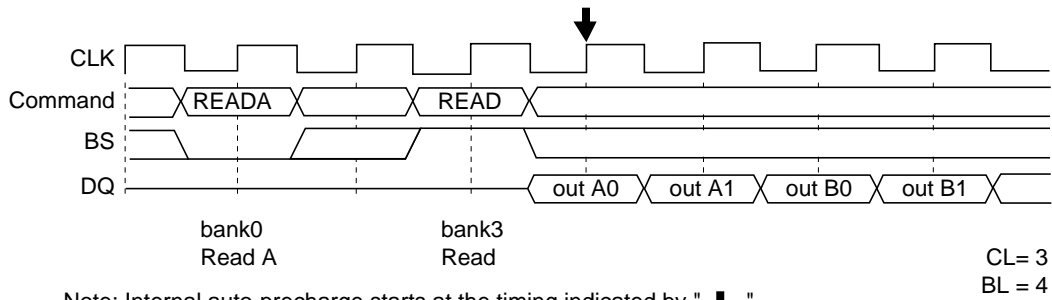 CLK
Command READA READ
BS
DQ out A0 out A1 out B0 out B1
bank0 bank3
Read A Read
CL= 3
BL = 4
Note: Internal auto-precharge starts at the timing indicated by " ".